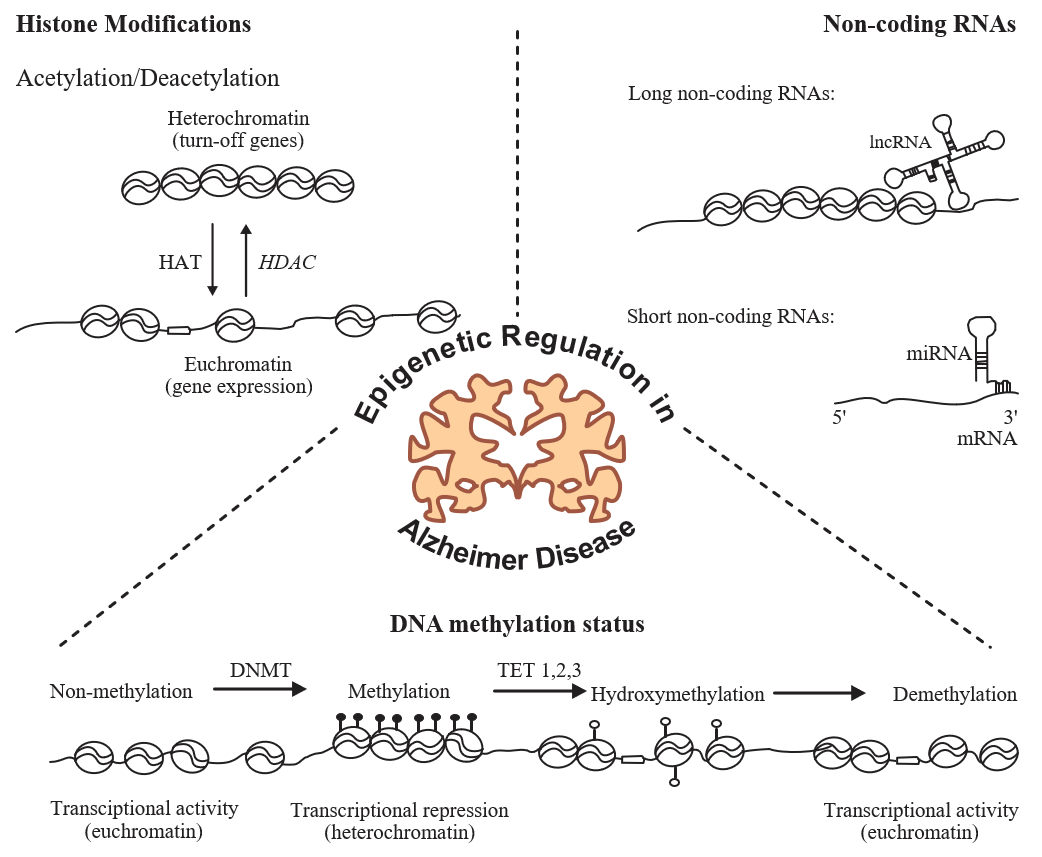 Histone Modifications
Acetylation/Deacetylation
Heterochromatin
(turn-off genes)
HAT
HDAC
Euchromatin
(gene expression)
Non-coding RNAs
Long non-coding RNAs:
lncRNA
Short non-coding RNAs:
miRNA
5'
3'
mRNA
Epigenetic Regulation in
Alzheimer Disease
DNA methylation status
Non-methylation
DNMT
Methylation
TET 1,2,3
Hydroxymethylation
Demethylation
Transciptional activity
(euchromatin)
Transcriptional repression
(heterochromatin)
Transcriptional activity
(euchromatin)